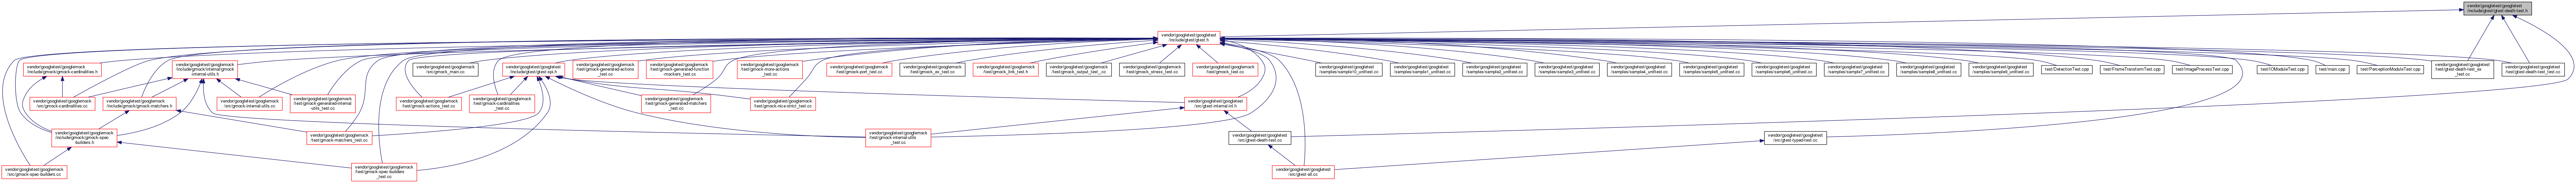 vendor/googletest/googletest
/include/gtest/gtest-death-test.h
vendor/googletest/googletest
/include/gtest/gtest.h
vendor/googletest/googlemock
/include/gmock/gmock-cardinalities.h
vendor/googletest/googlemock
/include/gmock/internal/gmock
-internal-utils.h
vendor/googletest/googlemock
/src/gmock_main.cc
vendor/googletest/googletest
/include/gtest/gtest-spi.h
vendor/googletest/googlemock
/test/gmock-generated-actions
_test.cc
vendor/googletest/googlemock
/test/gmock-generated-function
-mockers_test.cc
vendor/googletest/googlemock
/test/gmock-more-actions
_test.cc
vendor/googletest/googlemock
/test/gmock-port_test.cc
vendor/googletest/googlemock
/test/gmock_ex_test.cc
vendor/googletest/googlemock
/test/gmock_link_test.h
vendor/googletest/googlemock
/test/gmock_output_test_.cc
vendor/googletest/googlemock
/test/gmock_stress_test.cc
vendor/googletest/googlemock
/test/gmock_test.cc
vendor/googletest/googletest
/samples/sample10_unittest.cc
vendor/googletest/googletest
/samples/sample1_unittest.cc
vendor/googletest/googletest
/samples/sample2_unittest.cc
vendor/googletest/googletest
/samples/sample3_unittest.cc
vendor/googletest/googletest
/samples/sample4_unittest.cc
vendor/googletest/googletest
/samples/sample5_unittest.cc
vendor/googletest/googletest
/samples/sample6_unittest.cc
vendor/googletest/googletest
/samples/sample7_unittest.cc
vendor/googletest/googletest
/samples/sample8_unittest.cc
vendor/googletest/googletest
/samples/sample9_unittest.cc
test/DetectionTest.cpp
test/FrameTransformTest.cpp
test/ImageProcessTest.cpp
test/IOModuleTest.cpp
test/main.cpp
test/PerceptionModuleTest.cpp
vendor/googletest/googletest
/test/gtest-death-test_ex
_test.cc
vendor/googletest/googletest
/test/gtest-death-test_test.cc
vendor/googletest/googlemock
/src/gmock-cardinalities.cc
vendor/googletest/googlemock
/include/gmock/gmock-matchers.h
vendor/googletest/googlemock
/src/gmock-internal-utils.cc
vendor/googletest/googlemock
/test/gmock-generated-internal
-utils_test.cc
vendor/googletest/googlemock
/test/gmock-actions_test.cc
vendor/googletest/googlemock
/test/gmock-cardinalities
_test.cc
vendor/googletest/googlemock
/test/gmock-generated-matchers
_test.cc
vendor/googletest/googlemock
/test/gmock-nice-strict_test.cc
vendor/googletest/googletest
/src/gtest-internal-inl.h
vendor/googletest/googlemock
/include/gmock/gmock-spec
-builders.h
vendor/googletest/googlemock
/test/gmock-matchers_test.cc
vendor/googletest/googlemock
/test/gmock-internal-utils
_test.cc
vendor/googletest/googletest
/src/gtest-death-test.cc
vendor/googletest/googletest
/src/gtest-typed-test.cc
vendor/googletest/googlemock
/src/gmock-spec-builders.cc
vendor/googletest/googlemock
/test/gmock-spec-builders
_test.cc
vendor/googletest/googletest
/src/gtest-all.cc